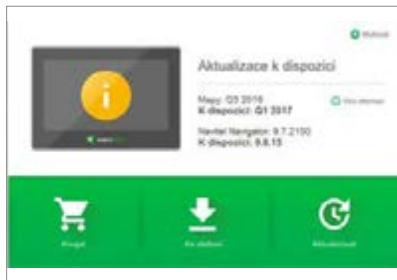 Aktualizace k dispozici
Mapy: Q3 2016
K dispozici: Q1 2017
Navitel Navigator: 9.7.2150
K dispozici: 9.8.15
Koupit
Ke stažení
Aktualizovat